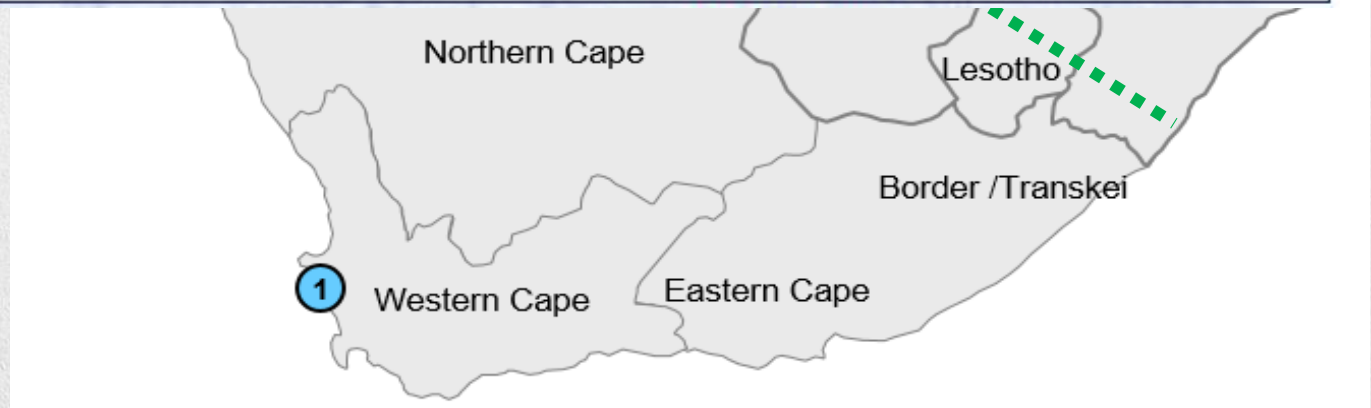 Northern Cape
Lesotho
Border /Transkei
1
Western Cape
Eastern Cape